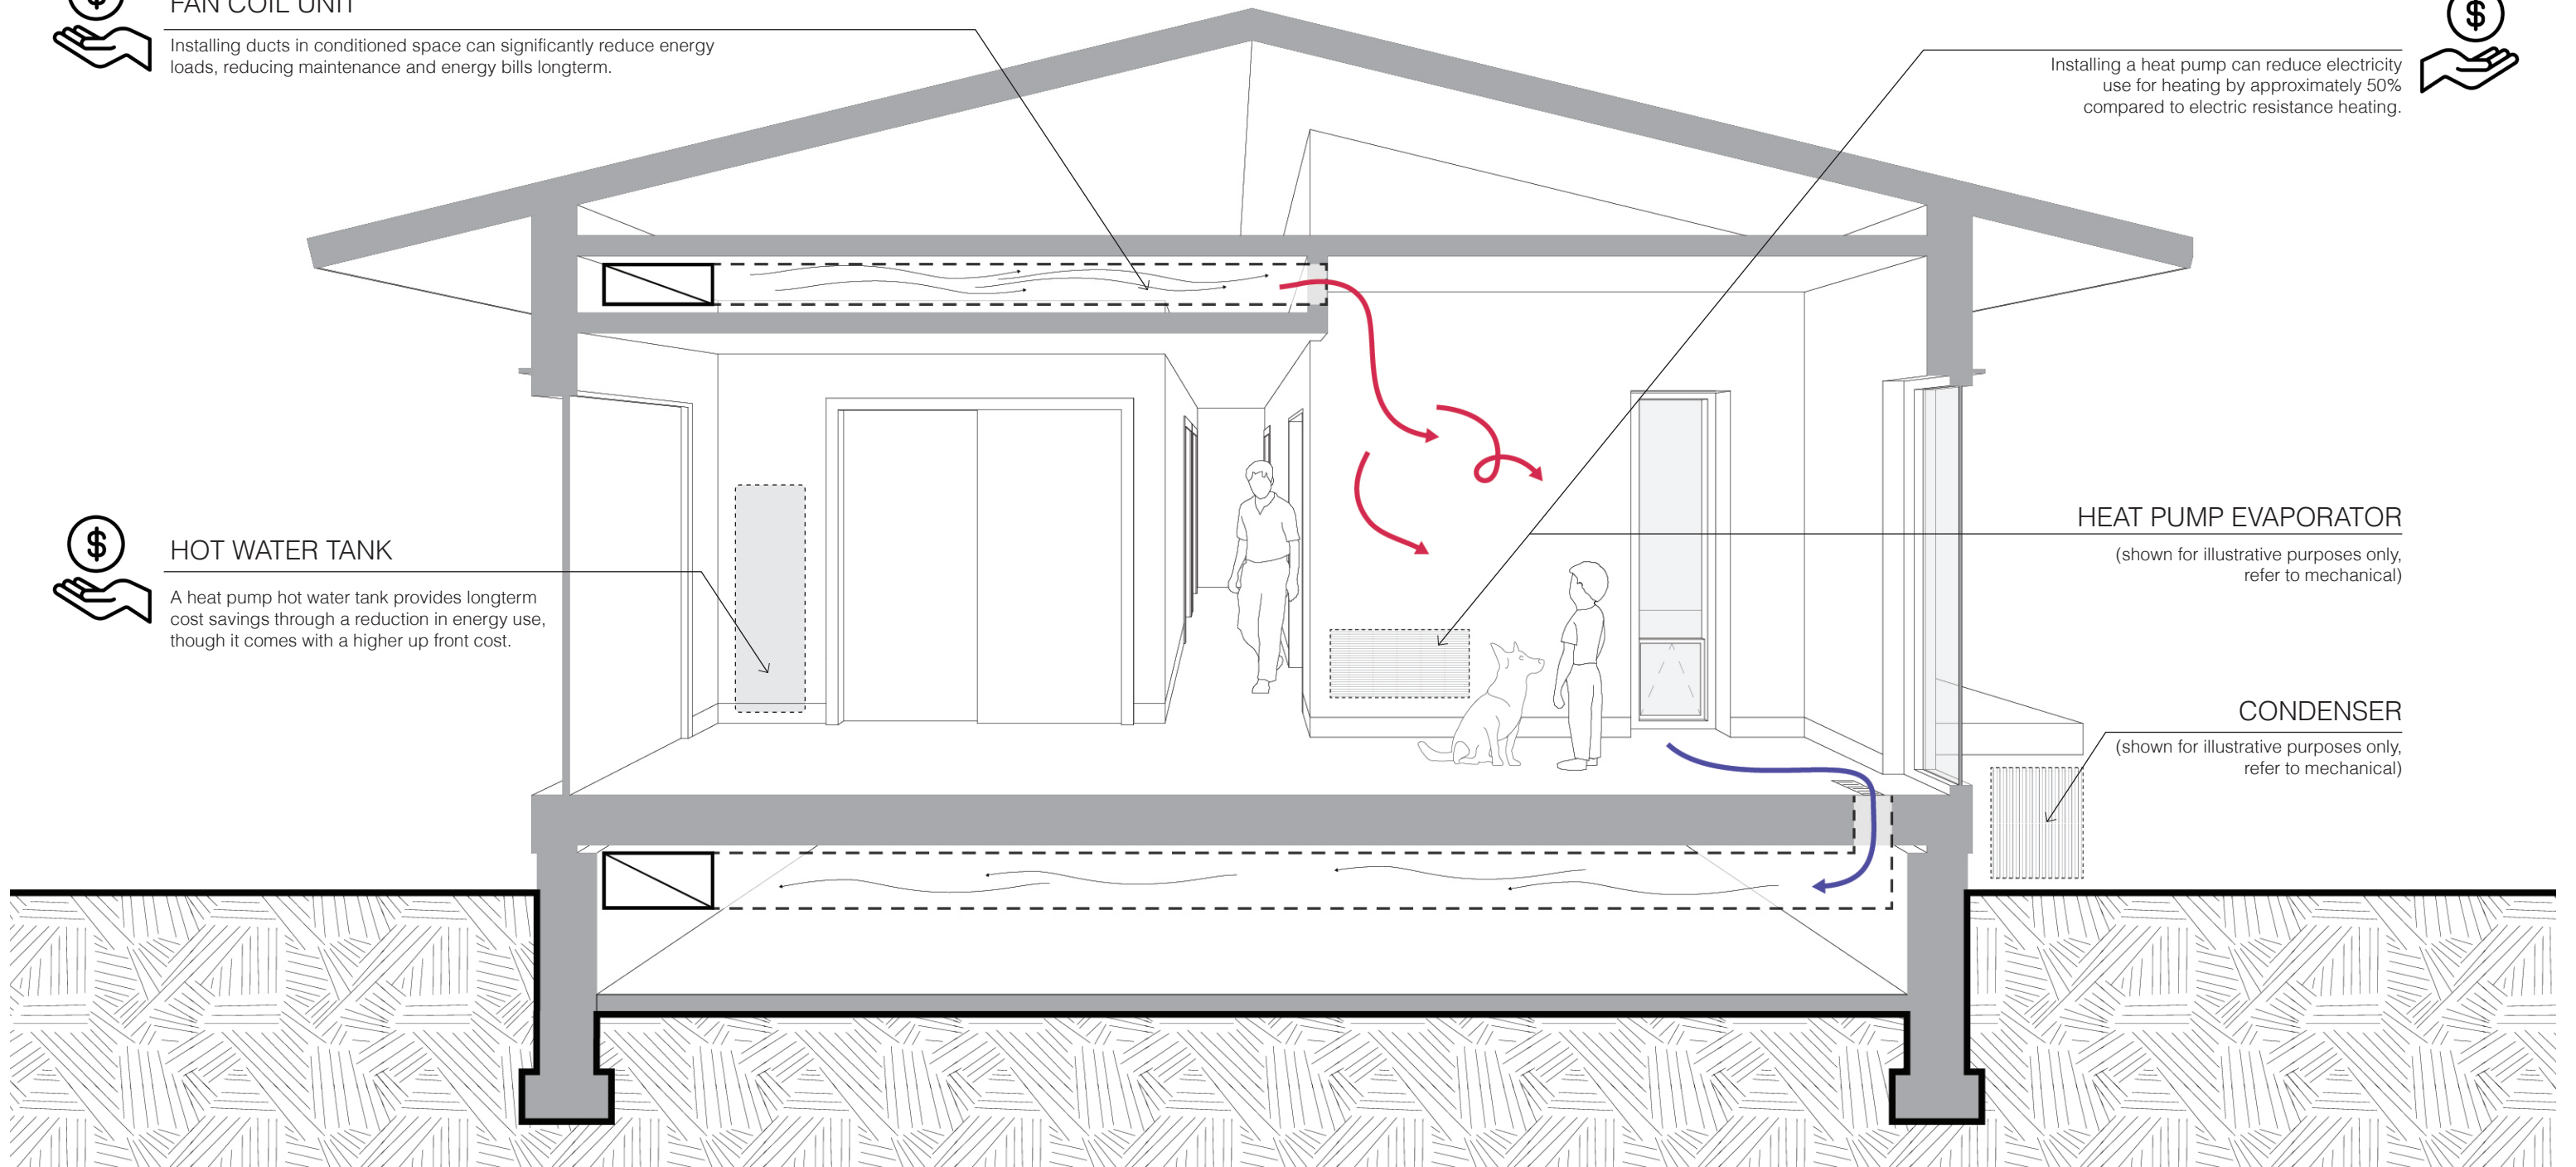 FAN COIL UNIT
Installing ducts in conditioned space can significantly reduce energy
loads, reducing maintenance and energy bills longterm.
$
$
Installing a heat pump can reduce electricity
use for heating by approximately 50%
compared to electric resistance heating.
$
HOT WATER TANK
A heat pump hot water tank provides longterm
cost savings through a reduction in energy use,
though it comes with a higher up front cost.
HEAT PUMP EVAPORATOR
(shown for illustrative purposes only,
refer to mechanical)
CONDENSER
(shown for illustrative purposes only,
refer to mechanical)